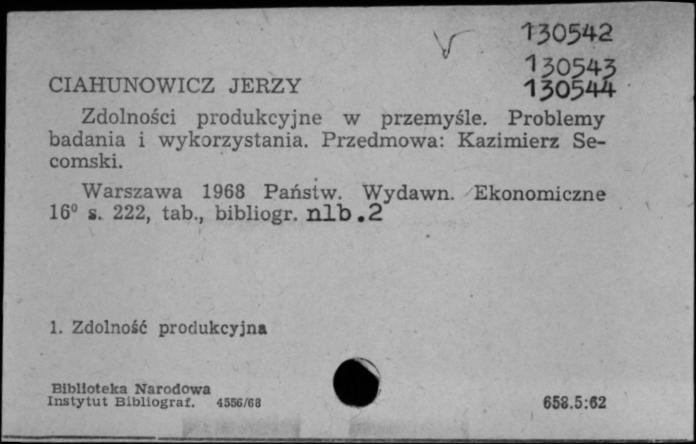 130542
130543
CIAHUNOWICZ JERZY 130544
Zdolności produkcyjne w przemyśle. Problemy
badania i wykorzystania. Przedmowa: Kazimierz Se-
comski.
Warszawa 1968 Państw. Wydawn. Ekonomiczne
16⁰ s. 222, tab., bibliogr. nlb.2
1. Zdolność produkcyjna
Biblioteka Narodowa
Instytut Bibliograf. 4556/68 658.5:62